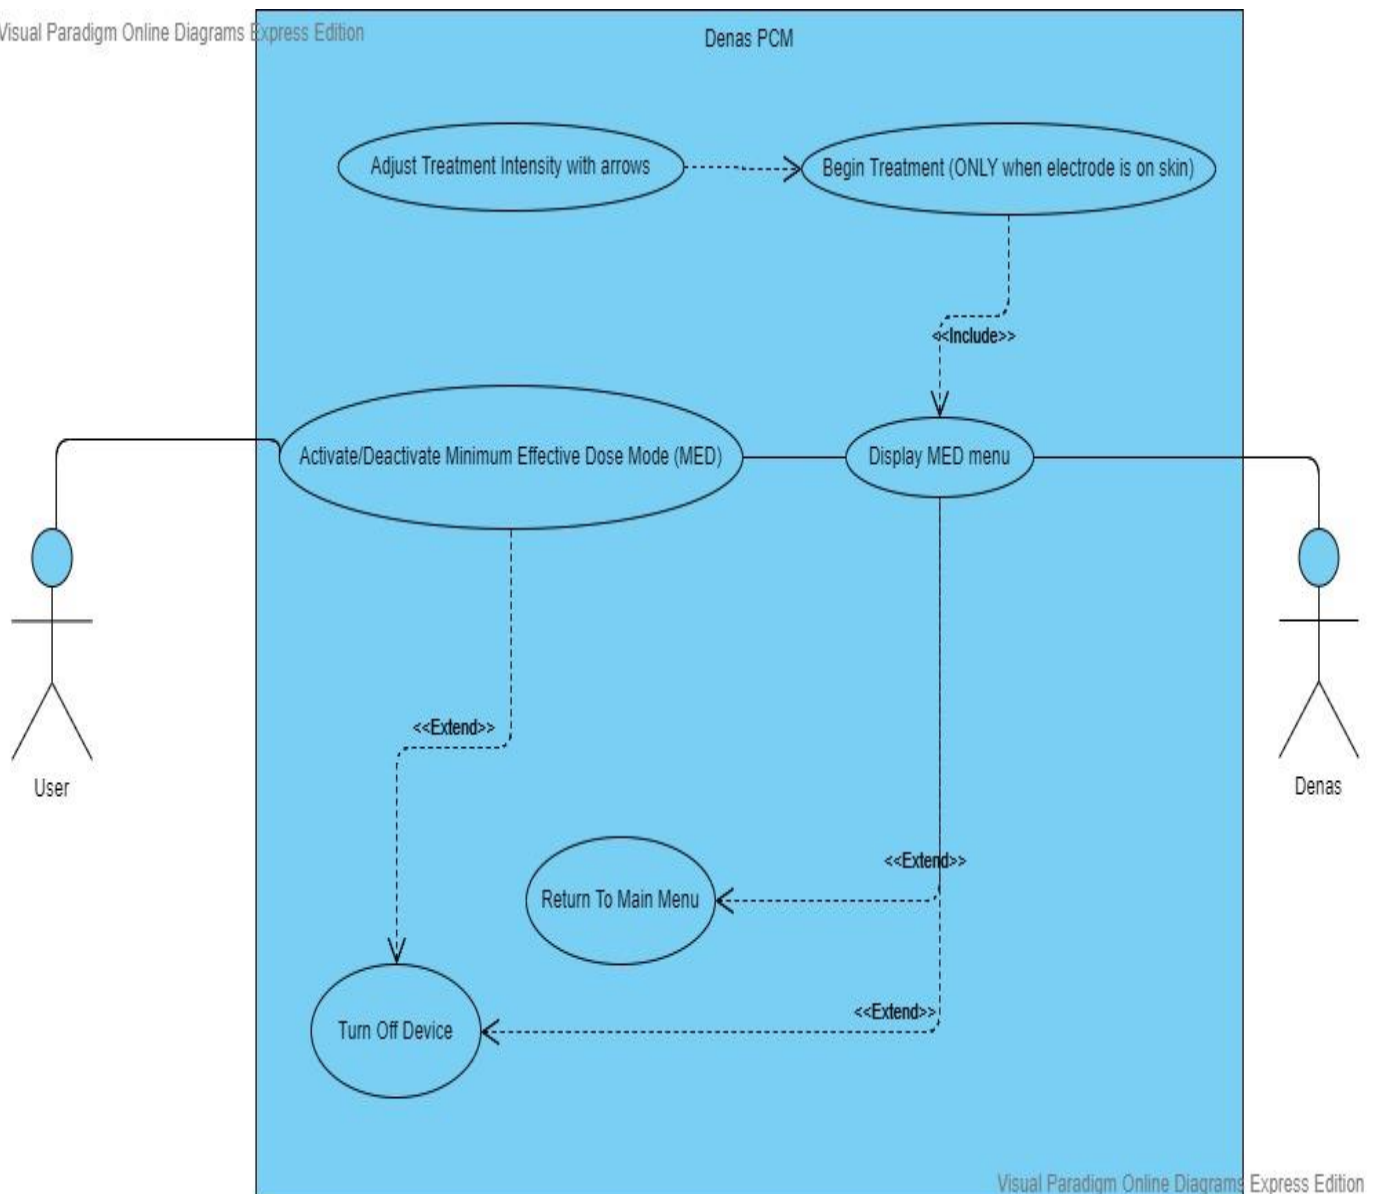 Visual Paradigm Online Diagrams Express Edition
Denas PCM
Adjust Treatment Intensity with arrows
Begin Treatment (ONLY when electrode is on skin)
<<Include>>
Activate/Deactivate Minimum Effective Dose Mode (MED)
Display MED menu
<<Extend>>
User
Denas
<<Extend>>
Return To Main Menu
<<Extend>>
Turn Off Device
Visual Paradigm Online Diagrams Express Edition